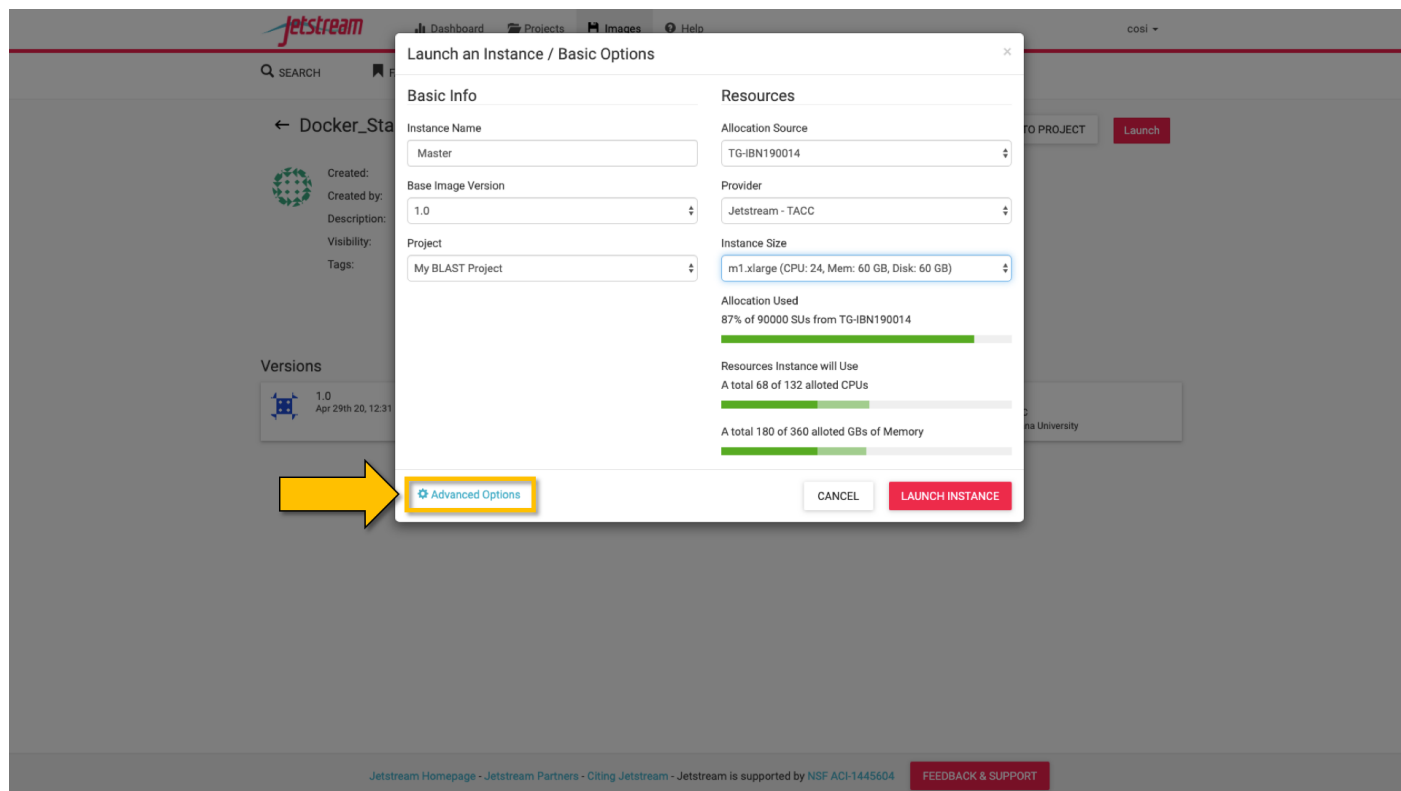 Jetstream
Dashboard Projects Images Help
cosi
Launch an Instance / Basic Options
×
SEARCH
F
Docker_Sta
TO PROJECT
Launch
Created:
Created by:
Description:
Visibility:
Tags:
Basic Info
Instance Name
Master
Base Image Version
1.0
Project
My BLAST Project
Resources
Allocation Source
TG-IBN190014
Provider
Jetstream - TACC
Instance Size
m1.xlarge (CPU: 24, Mem: 60 GB, Disk: 60 GB)
Allocation Used
87% of 90000 SUs from TG-IBN190014
Resources Instance will Use
A total 68 of 132 alloted CPUs
A total 180 of 360 alloted GBs of Memory
Versions
1.0
Apr 29th 20, 12:31
na University
Advanced Options
CANCEL
LAUNCH INSTANCE
Jetstream Homepage - Jetstream Partners - Citing Jetstream - Jetstream is supported by NSF ACI-1445604
FEEDBACK & SUPPORT